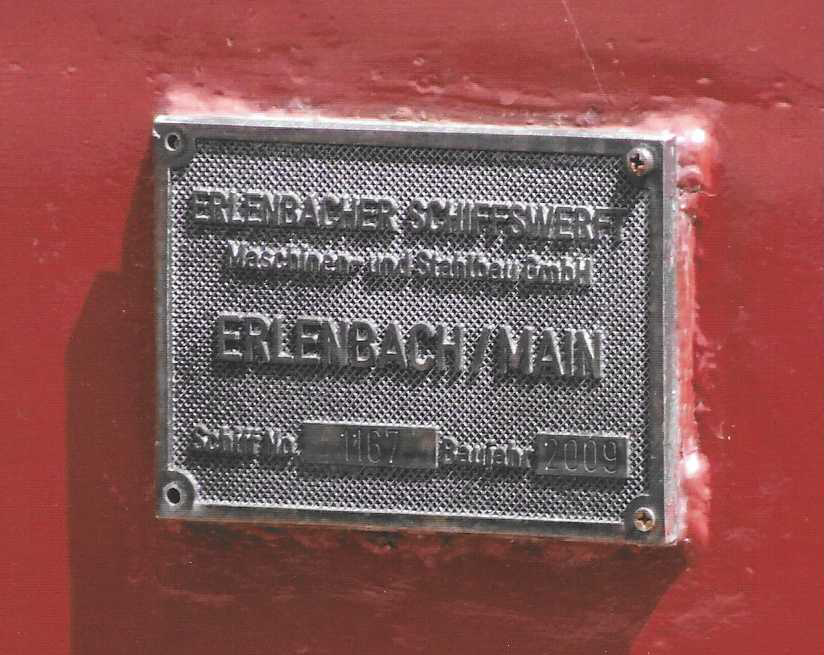 ERLENBACHER SCHIFFSWERFT
Maschinen- und Stahlbau GmbH
ERLENBACH/MAIN
Schiff-No. 1167 Baujahr 2009